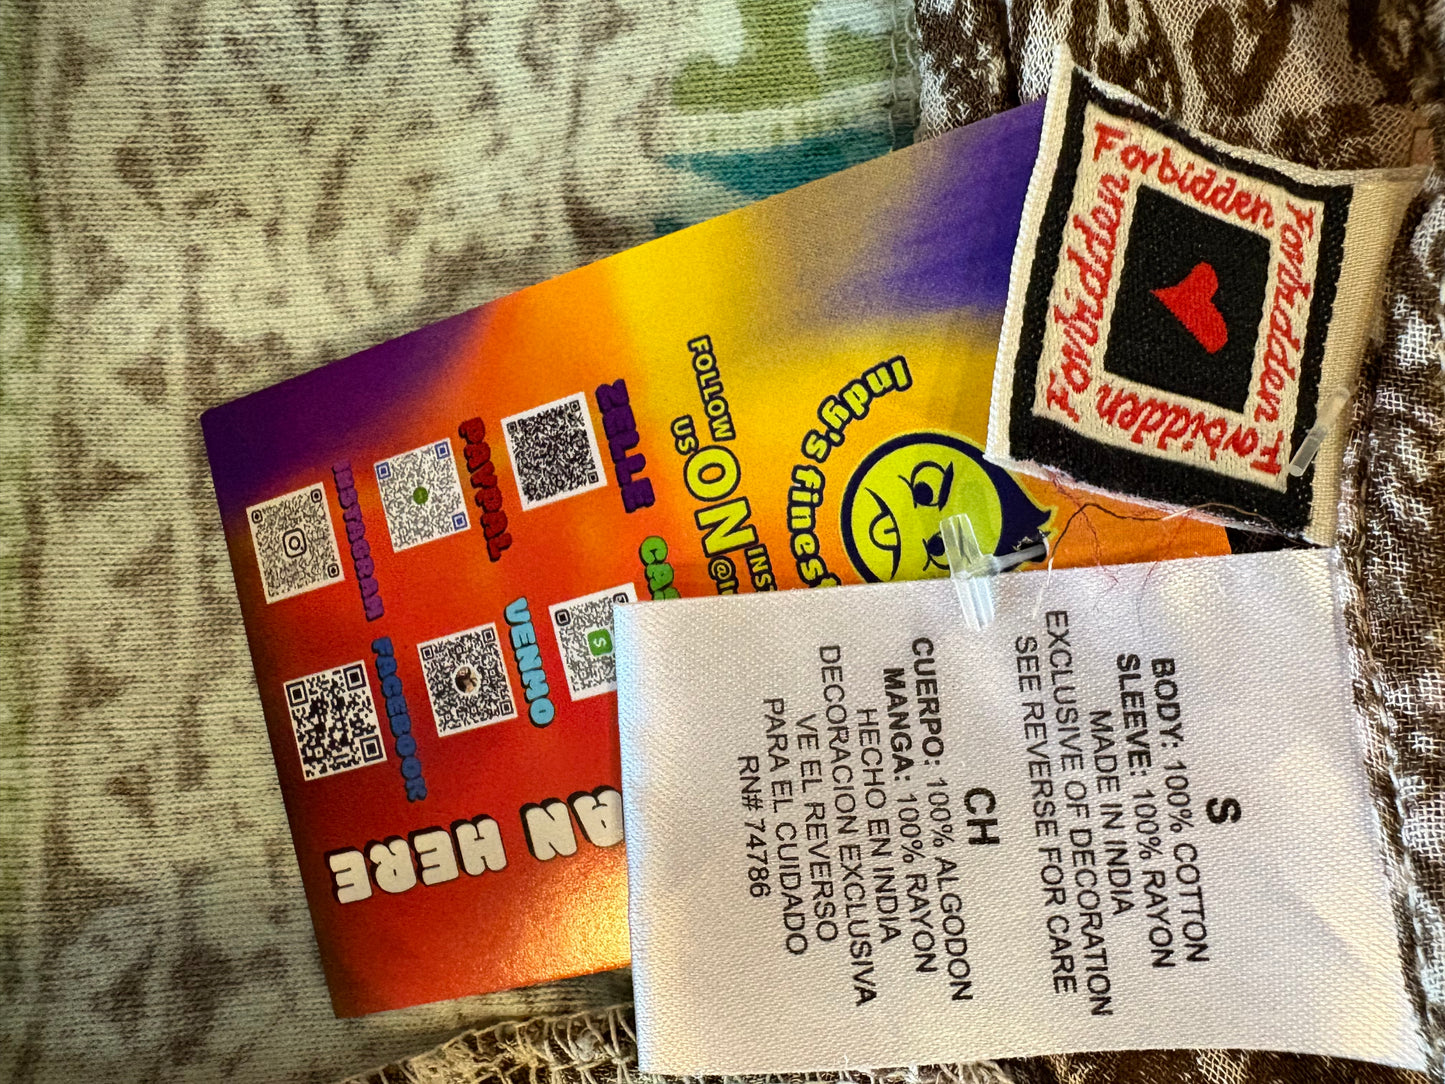 Forbidden
Forbidden
Forbidden
Forbidden
S
BODY: 100% COTTON
SLEEVE: 100% RAYON
MADE IN INDIA
EXCLUSIVE OF DECORATION
SEE REVERSE FOR CARE
CH
CUERPO: 100% ALGODON
MANGA: 100% RAYON
HECHO EN INDIA
DECORACION EXCLUSIVA
VE EL REVERSO
PARA EL CUIDADO
RN# 74786
Indy's finest
FOLLOW
US
ON
ZELLE
PAYPAL
VENMO
INSTAGRAM
FACEBOOK
HERE